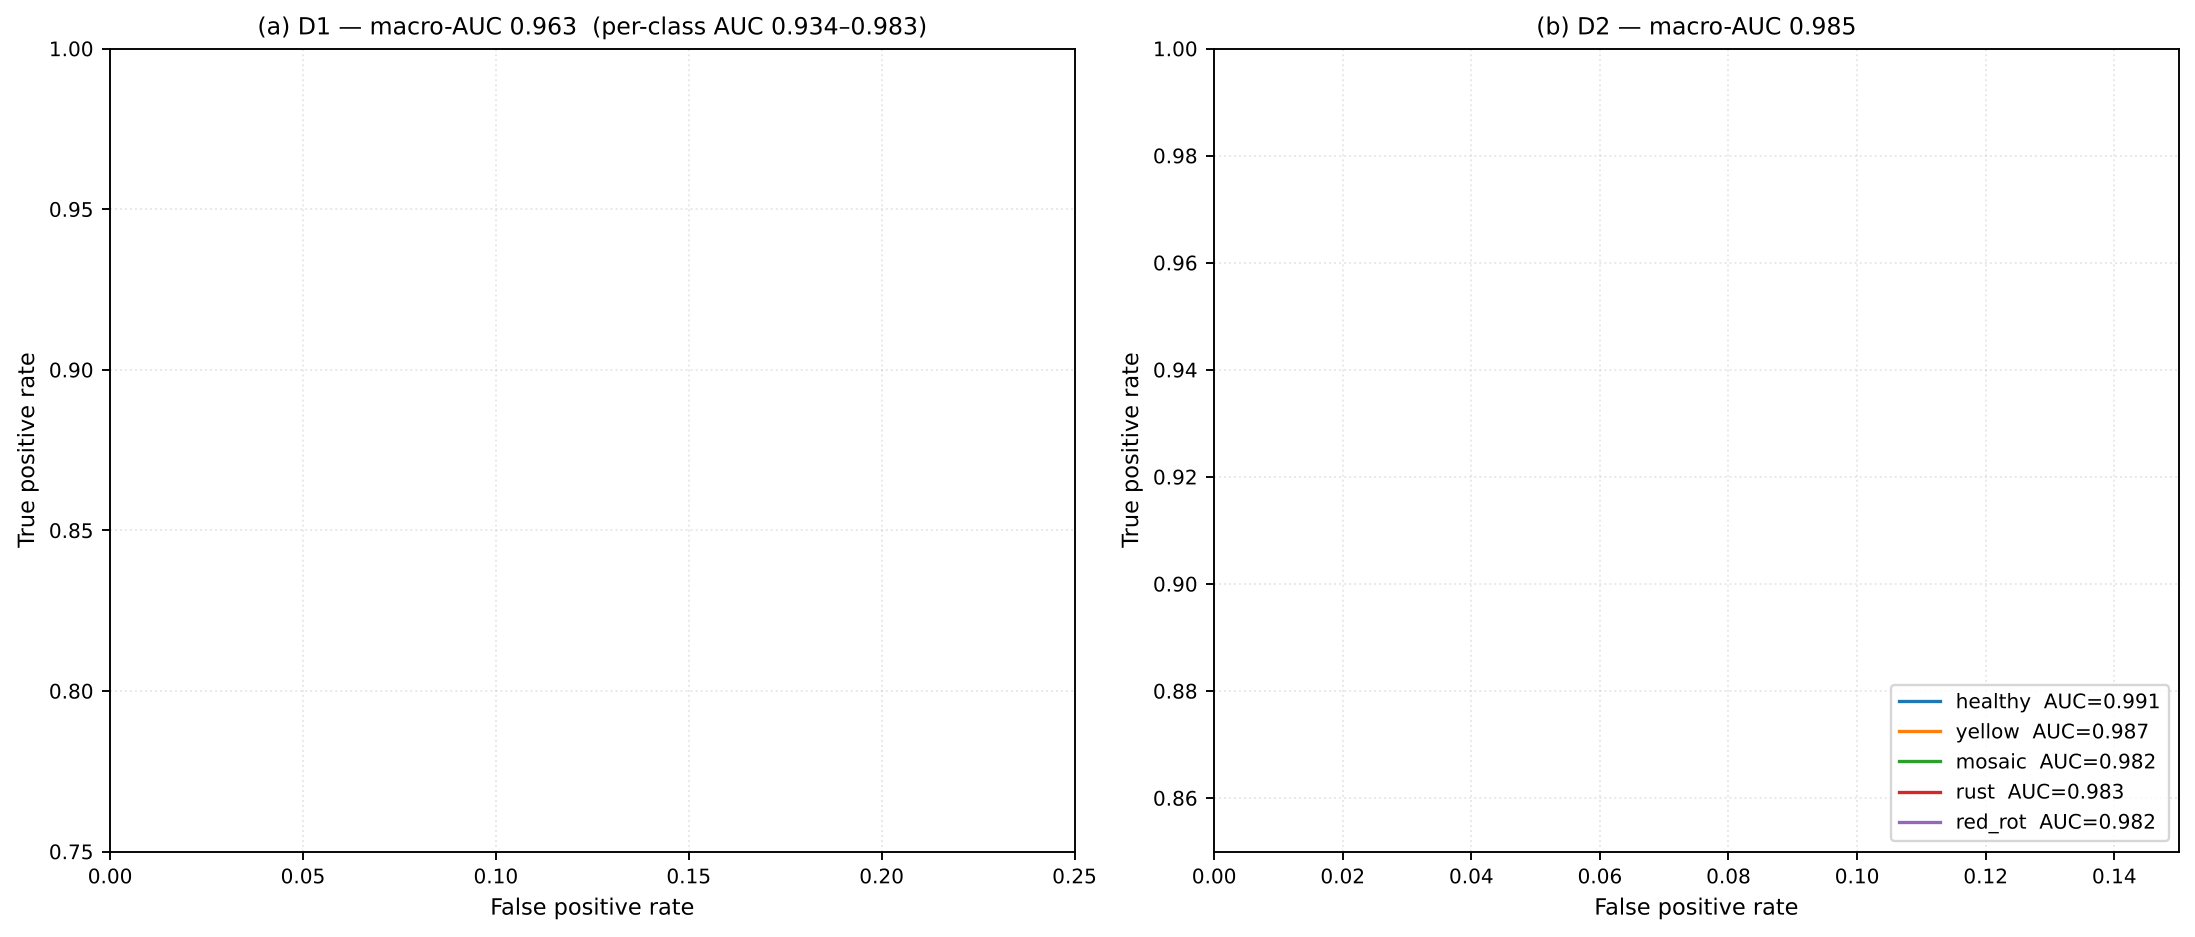 (a) D1 — macro-AUC 0.963 (per-class AUC 0.934–0.983)
1.00
0.95
0.90
0.85
0.80
0.75
True positive rate
0.00 0.05 0.10 0.15 0.20 0.25
False positive rate
(b) D2 — macro-AUC 0.985
1.00
0.98
0.96
0.94
0.92
0.90
0.88
0.86
True positive rate
healthy AUC=0.991
yellow AUC=0.987
mosaic AUC=0.982
rust AUC=0.983
red_rot AUC=0.982
0.00 0.02 0.04 0.06 0.08 0.10 0.12 0.14
False positive rate